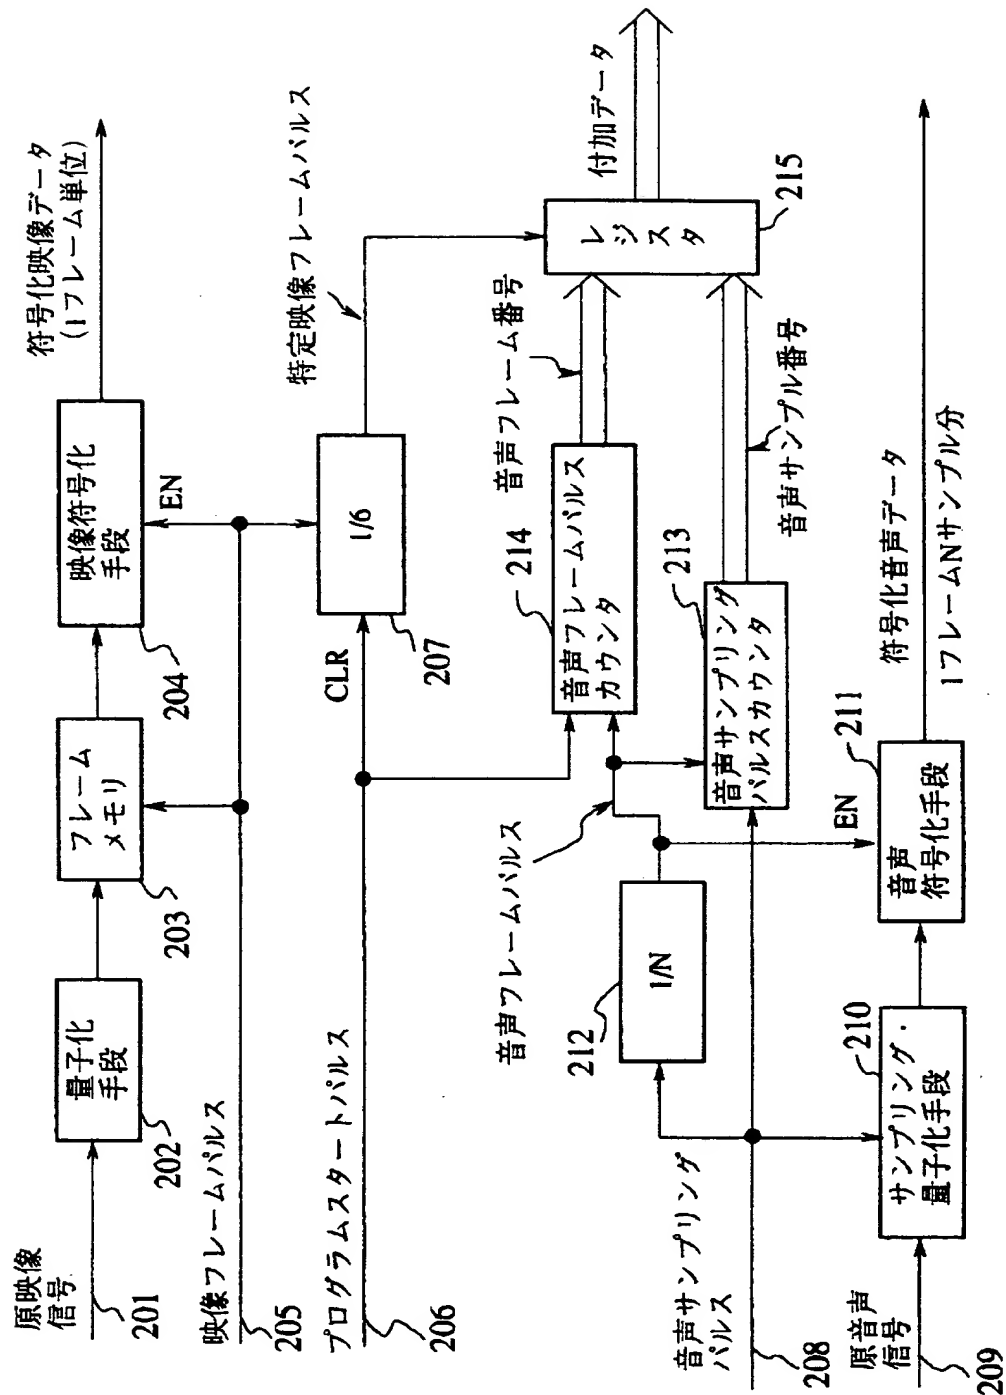 原映像
信号
201
量子化
手段
202
フレーム
メモリ
203
映像符号化
手段
204
EN
符号化映像データ
(1フレーム単位)
映像フレームパルス
205
プログラムスタートパルス
206
CLR
1/6
207
特定映像フレームパルス
音声フレームパルス
212
1/N
音声フレームパルス
カウンタ
214
音声フレーム番号
音声サンプリング
パルスカウンタ
213
音声サンプル番号
レジスタ
215
付加データ
音声サンプリング
パルス
208
原音声
信号
209
サンプリング・
量子化手段
210
音声
符号化手段
211
EN
符号化音声データ
1フレームNサンプル分